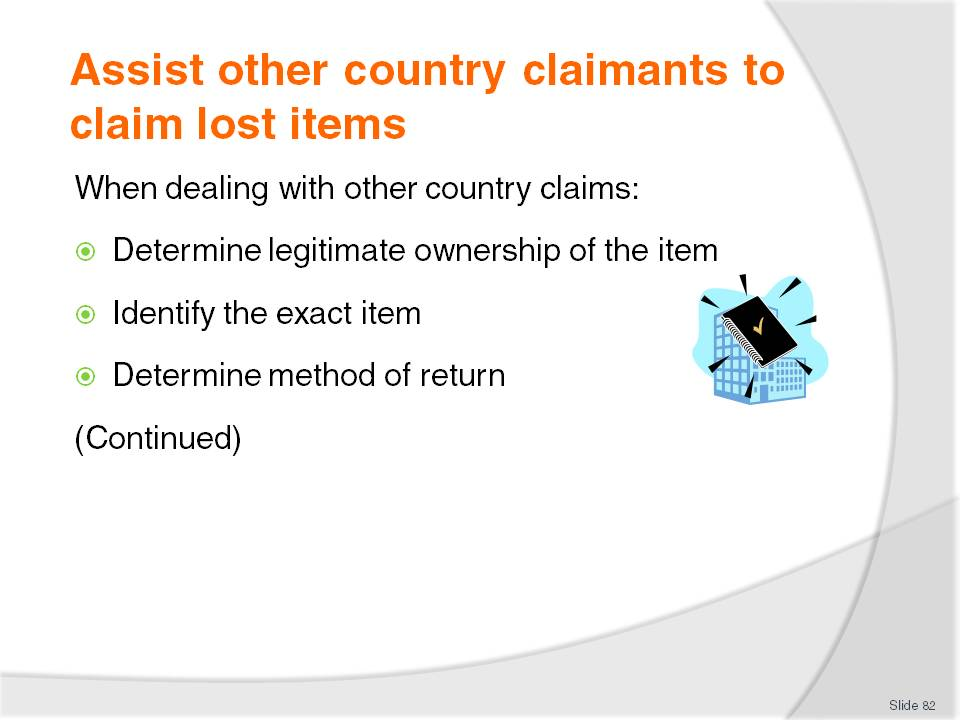 Assist other country claimants to
claim lost items
When dealing with other country claims:
Determine legitimate ownership of the item
Identify the exact item
Determine method of return
(Continued)
Slide 82